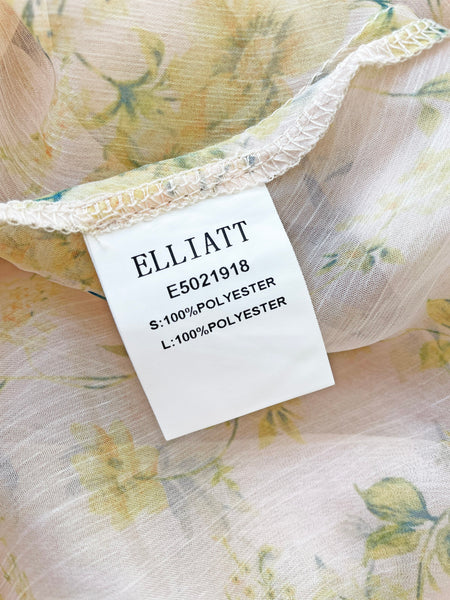 ELLIATT
E5021918
S:100%POLYESTER
L:100%POLYESTER